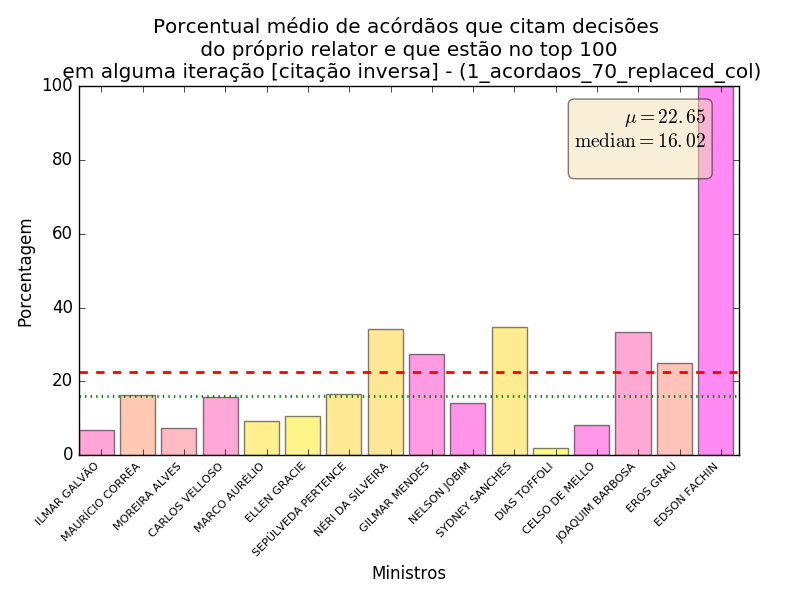 Porcentual médio de acórdãos que citam decisões
do próprio relator e que estão no top 100
em alguma iteração [citação inversa] - (1_acordaos_70_replaced_col)
100
80
60
40
20
0
Porcentagem
μ = 22.65
median = 16.02
ILMAR GALVÃO
MAURÍCIO CORRÊA
MOREIRA ALVES
CARLOS VELLOSO
MARCO AURÉLIO
ELLEN GRACIE
SEPÚLVEDA PERTENCE
NÉRI DA SILVEIRA
GILMAR MENDES
NELSON JOBIM
SYDNEY SANCHES
DIAS TOFFOLI
CELSO DE MELLO
JOAQUIM BARBOSA
EROS GRAU
EDSON FACHIN
Ministros